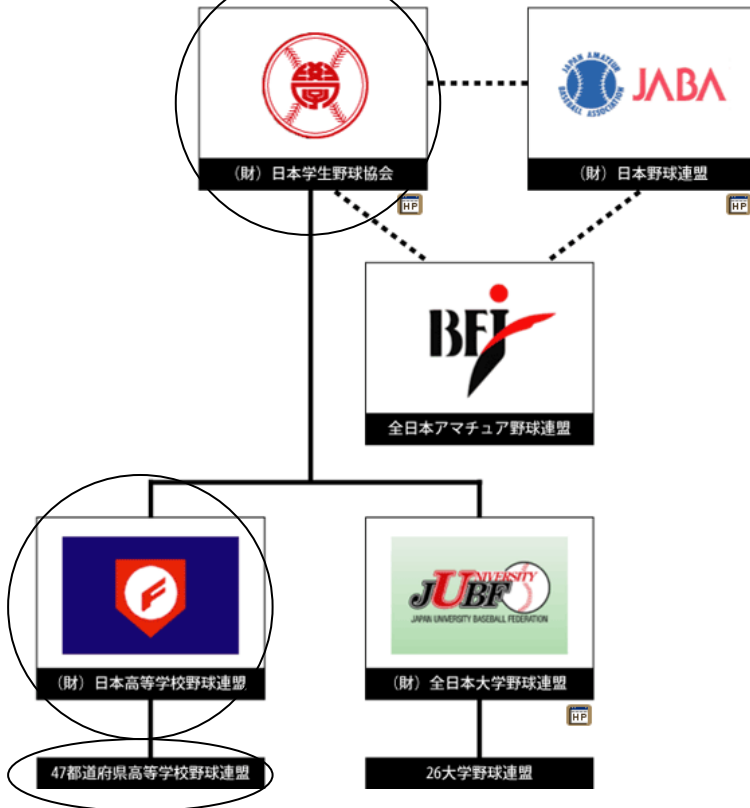 JAPAN AMATEUR
BASEBALL ASSOCIATION
JABA
（財）日本学生野球協会
（財）日本野球連盟
HP
HP
BFJ
全日本アマチュア野球連盟
F
UNIVERSITY
JUBF
JAPAN UNIVERSITY BASEBALL FEDERATION
（財）日本高等学校野球連盟
（財）全日本大学野球連盟
HP
47都道府県高等学校野球連盟
26大学野球連盟